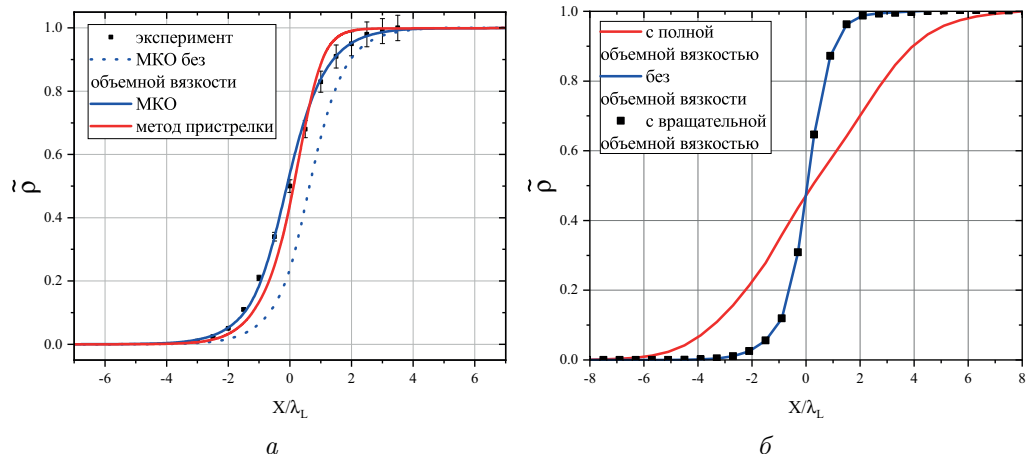 эксперимент
МКО без
объемной вязкости
МКО
метод пристрелки
1.0
0.8
0.6
0.4
0.2
0.0
ρ̃
-6 -4 -2 0 2 4 6
X/λL
а
с полной
объемной вязкостью
без
объемной вязкости
с вращательной
объемной вязкостью
1.0
0.8
0.6
0.4
0.2
0.0
ρ̃
-8 -6 -4 -2 0 2 4 6 8
X/λL
б